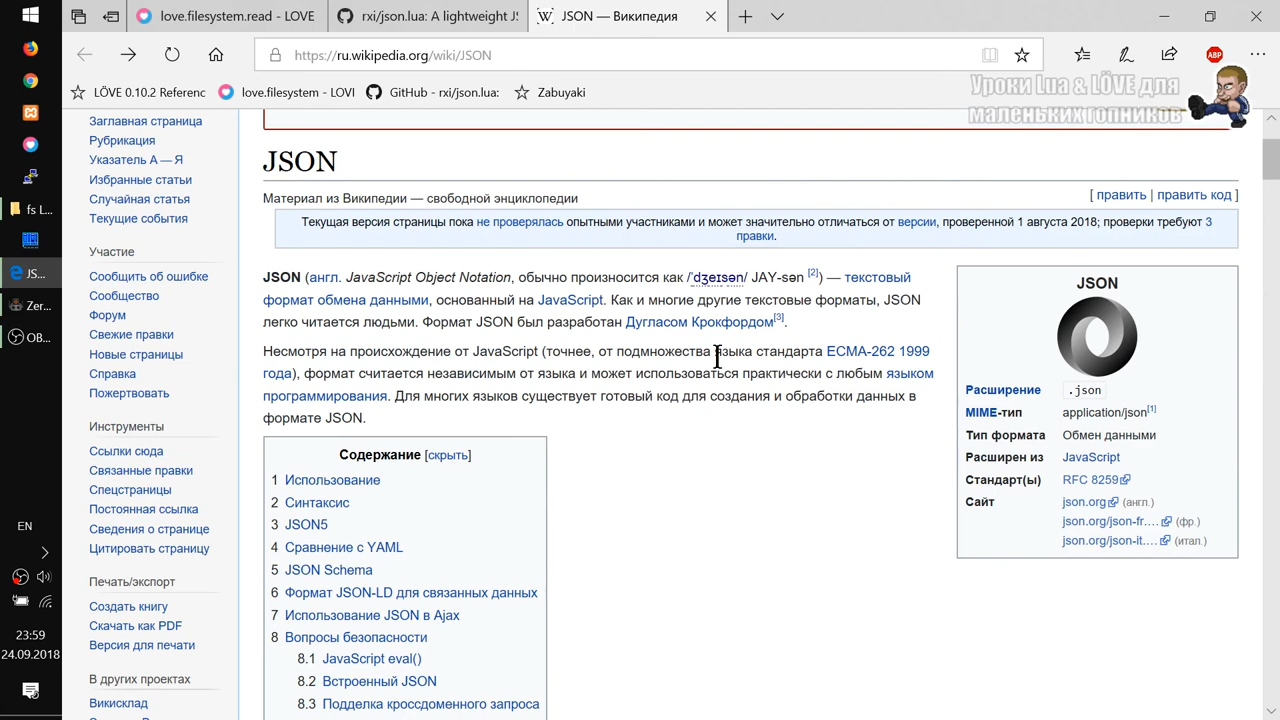 love.filesystem.read - LOVE
rxi/json.lua: A lightweight JS
JSON — Википедия
https://ru.wikipedia.org/wiki/JSON
ABP
LÖVE 0.10.2 Referenc
love.filesystem - LOVI
GitHub - rxi/json.lua:
Zabuyaki
Уроки Lua & LÖVE для
маленьких гопников
fs L...
JS...
Zer...
OB...
EN
23:59
24.09.2018
Заглавная страница
Рубрикация
Указатель А — Я
Избранные статьи
Случайная статья
Текущие события
Участие
Сообщить об ошибке
Сообщество
Форум
Свежие правки
Новые страницы
Справка
Пожертвовать
Инструменты
Ссылки сюда
Связанные правки
Спецстраницы
Постоянная ссылка
Сведения о странице
Цитировать страницу
Печать/экспорт
Создать книгу
Скачать как PDF
Версия для печати
В других проектах
Викисклад
JSON
Материал из Википедии — свободной энциклопедии
[ править | править код ]
Текущая версия страницы пока не проверялась опытными участниками и может значительно отличаться от версии, проверенной 1 августа 2018; проверки требуют 3
правки.
JSON (англ. JavaScript Object Notation, обычно произносится как /ˈdʒeɪsən/ JAY-sən [2]) — текстовый
формат обмена данными, основанный на JavaScript. Как и многие другие текстовые форматы, JSON
легко читается людьми. Формат JSON был разработан Дугласом Крокфордом[3].
Несмотря на происхождение от JavaScript (точнее, от подмножества языка стандарта ECMA-262 1999
года), формат считается независимым от языка и может использоваться практически с любым языком
программирования. Для многих языков существует готовый код для создания и обработки данных в
формате JSON.
Содержание [скрыть]
1 Использование
2 Синтаксис
3 JSON5
4 Сравнение с YAML
5 JSON Schema
6 Формат JSON-LD для связанных данных
7 Использование JSON в Ajax
8 Вопросы безопасности
8.1 JavaScript eval()
8.2 Встроенный JSON
8.3 Подделка кроссдоменного запроса
JSON
Расширение .json
MIME-тип application/json[1]
Тип формата Обмен данными
Расширен из JavaScript
Стандарт(ы) RFC 8259
Сайт json.org (англ.)
json.org/json-fr.… (фр.)
json.org/json-it.… (итал.)